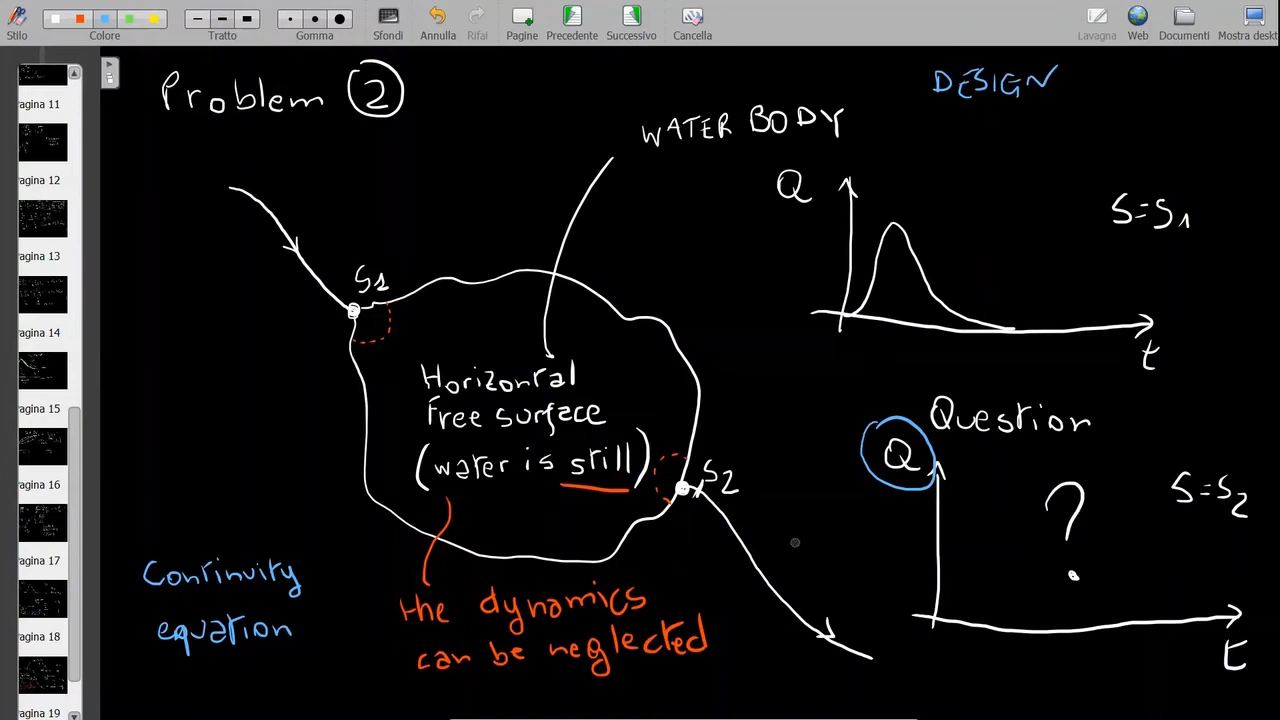 Stilo
Colore
Tratto
Gomma
Sfondi
Annulla
Rifai
Pagine
Precedente
Successivo
Cancella
Lavagna
Web
Documenti
Mostra deskt
agina 11
agina 12
agina 13
agina 14
agina 15
agina 16
agina 17
agina 18
agina 19
Problem 2
DESIGN
WATER BODY
Q
S=S1
t
S1
Horizontal
free surface
(water is still)
S2
Question
Q
?
S=S2
t
Continuity
equation
the dynamics
can be neglected